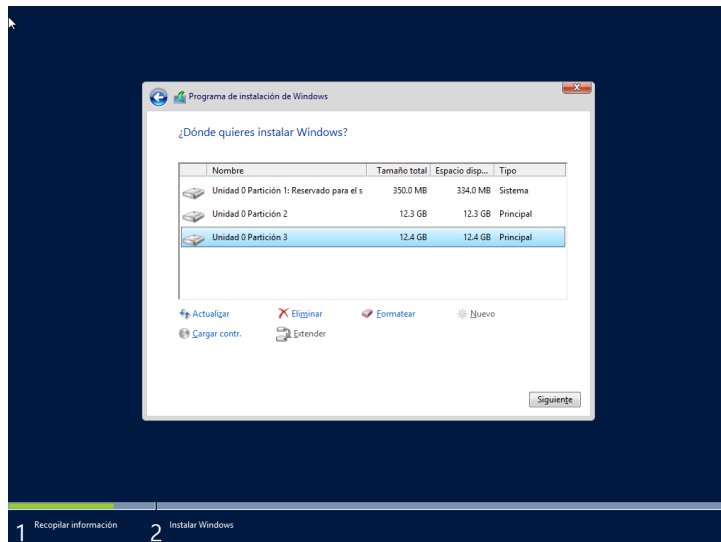 Programa de instalación de Windows
¿Dónde quieres instalar Windows?
Nombre Tamaño total Espacio disp... Tipo
Unidad 0 Partición 1: Reservado para el s 350.0 MB 334.0 MB Sistema
Unidad 0 Partición 2 12.3 GB 12.3 GB Principal
Unidad 0 Partición 3 12.4 GB 12.4 GB Principal
Actualizar Eliminar Formatear Nuevo
Cargar contr. Extender
Siguiente
1 Recopilar información 2 Instalar Windows